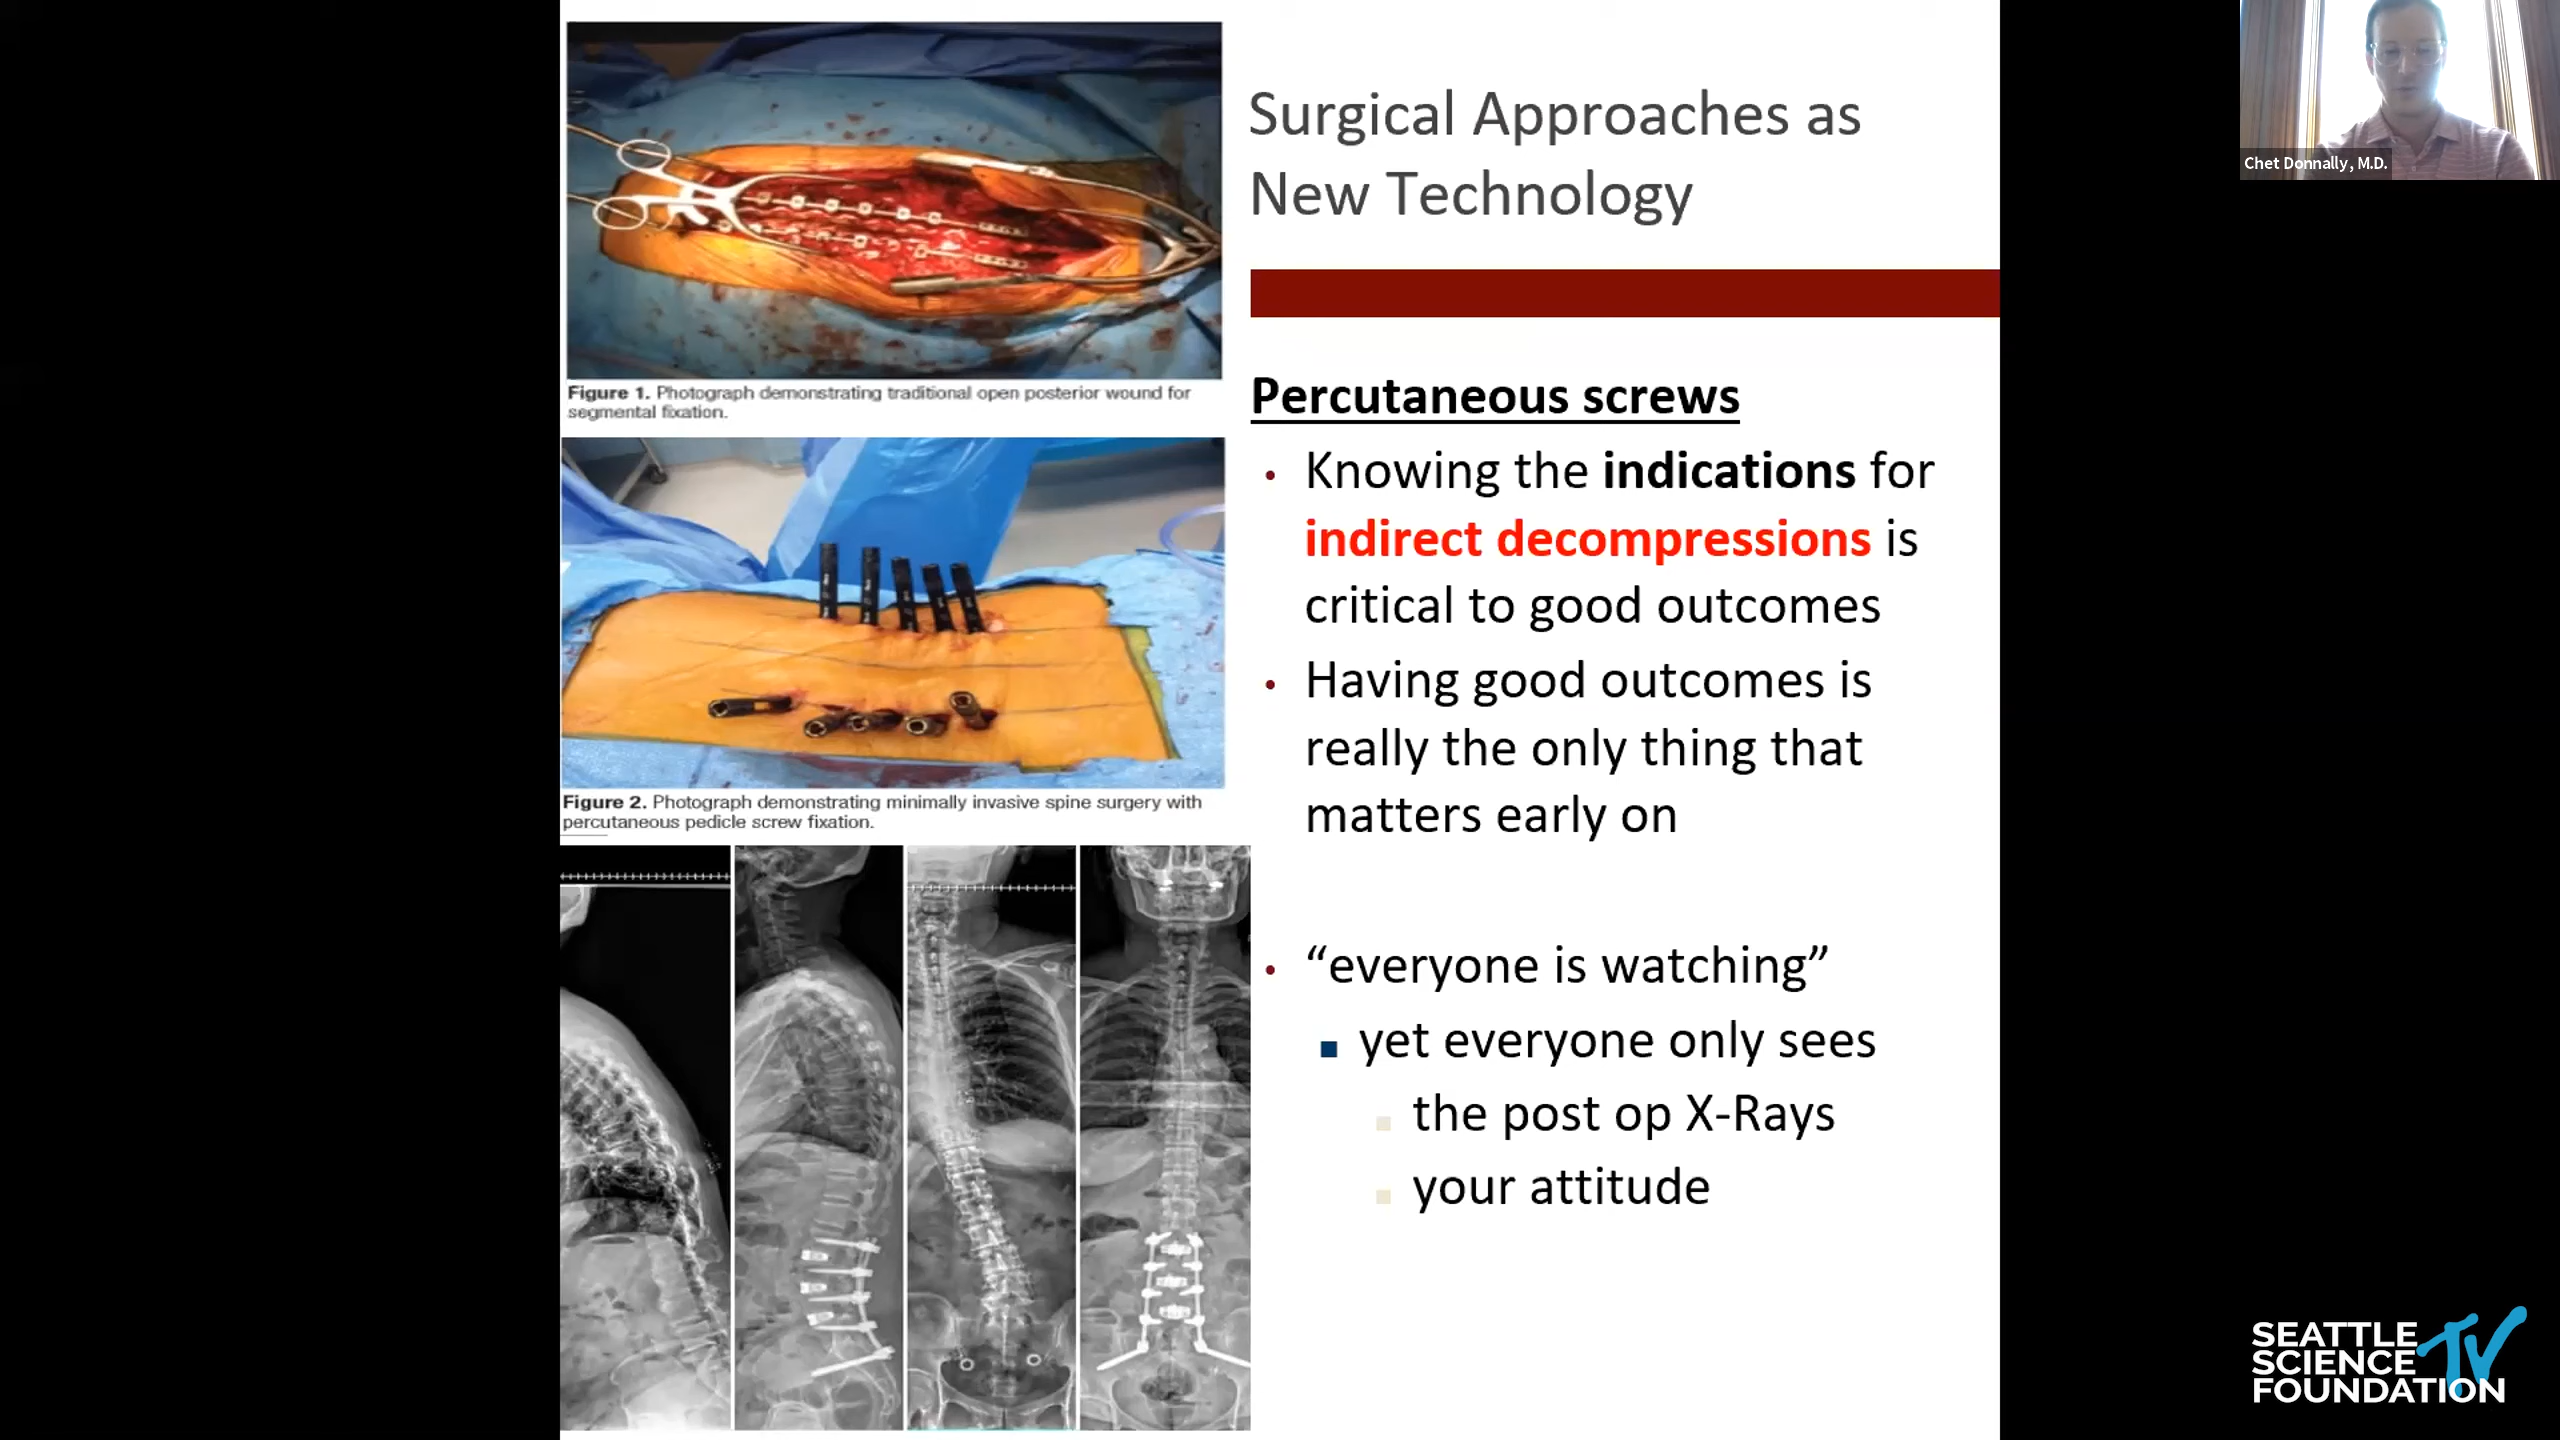 Surgical Approaches as
New Technology
Figure 1. Photograph demonstrating traditional open posterior wound for
segmental fixation.
Figure 2. Photograph demonstrating minimally invasive spine surgery with
percutaneous pedicle screw fixation.
Percutaneous screws
• Knowing the indications for
indirect decompressions is
critical to good outcomes
• Having good outcomes is
really the only thing that
matters early on
• “everyone is watching”
■ yet everyone only sees
■ the post op X-Rays
■ your attitude
Chet Donnally, M.D.
SEATTLE
SCIENCE
FOUNDATION
TV